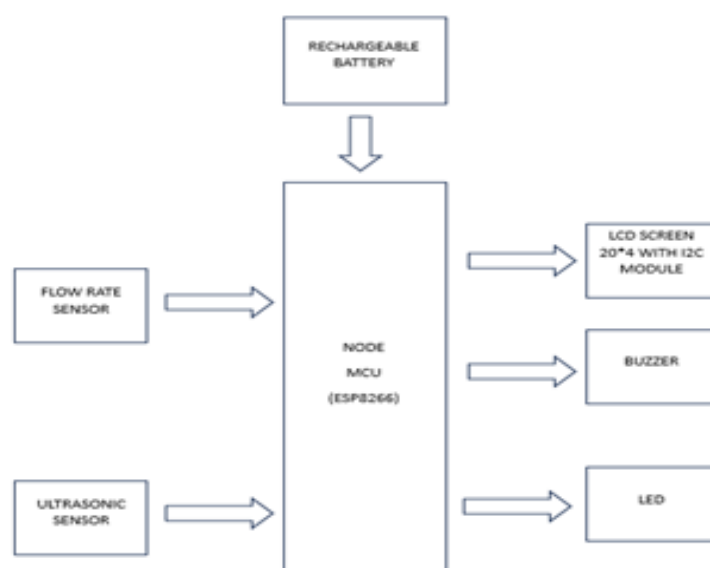 RECHARGEABLE
BATTERY
FLOW RATE
SENSOR
ULTRASONIC
SENSOR
NODE
MCU
(ESP8266)
LCD SCREEN
20*4 WITH I2C
MODULE
BUZZER
LED